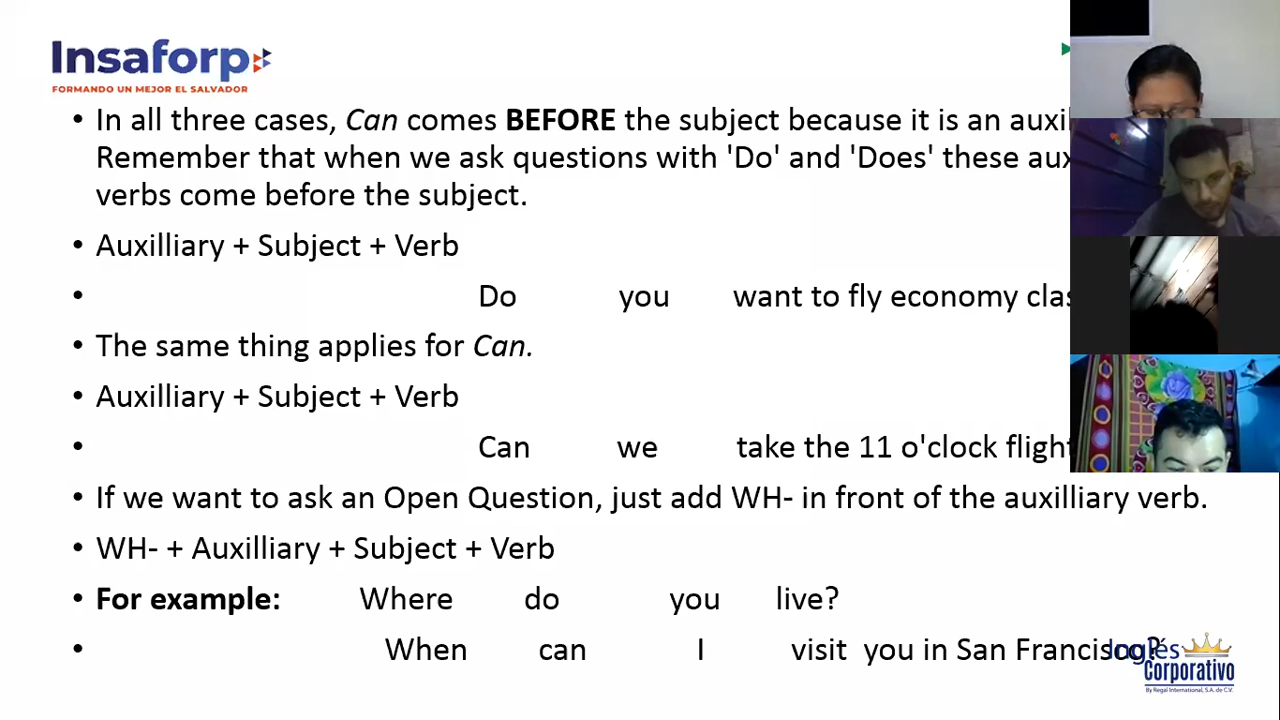 Insaforp
FORMANDO UN MEJOR EL SALVADOR
• In all three cases, Can comes BEFORE the subject because it is an
Remember that when we ask questions with 'Do' and 'Does' these
verbs come before the subject.
• Auxilliary + Subject + Verb
• Do you want to fly economy
• The same thing applies for Can.
• Auxilliary + Subject + Verb
• Can we take the 11 o'clock flight
• If we want to ask an Open Question, just add WH- in front of the auxilliary verb.
• WH- + Auxilliary + Subject + Verb
• For example: Where do you live?
• When can I visit you in San Francisco?
Inglés
Corporativo
By Regal International, S.A. de C.V.